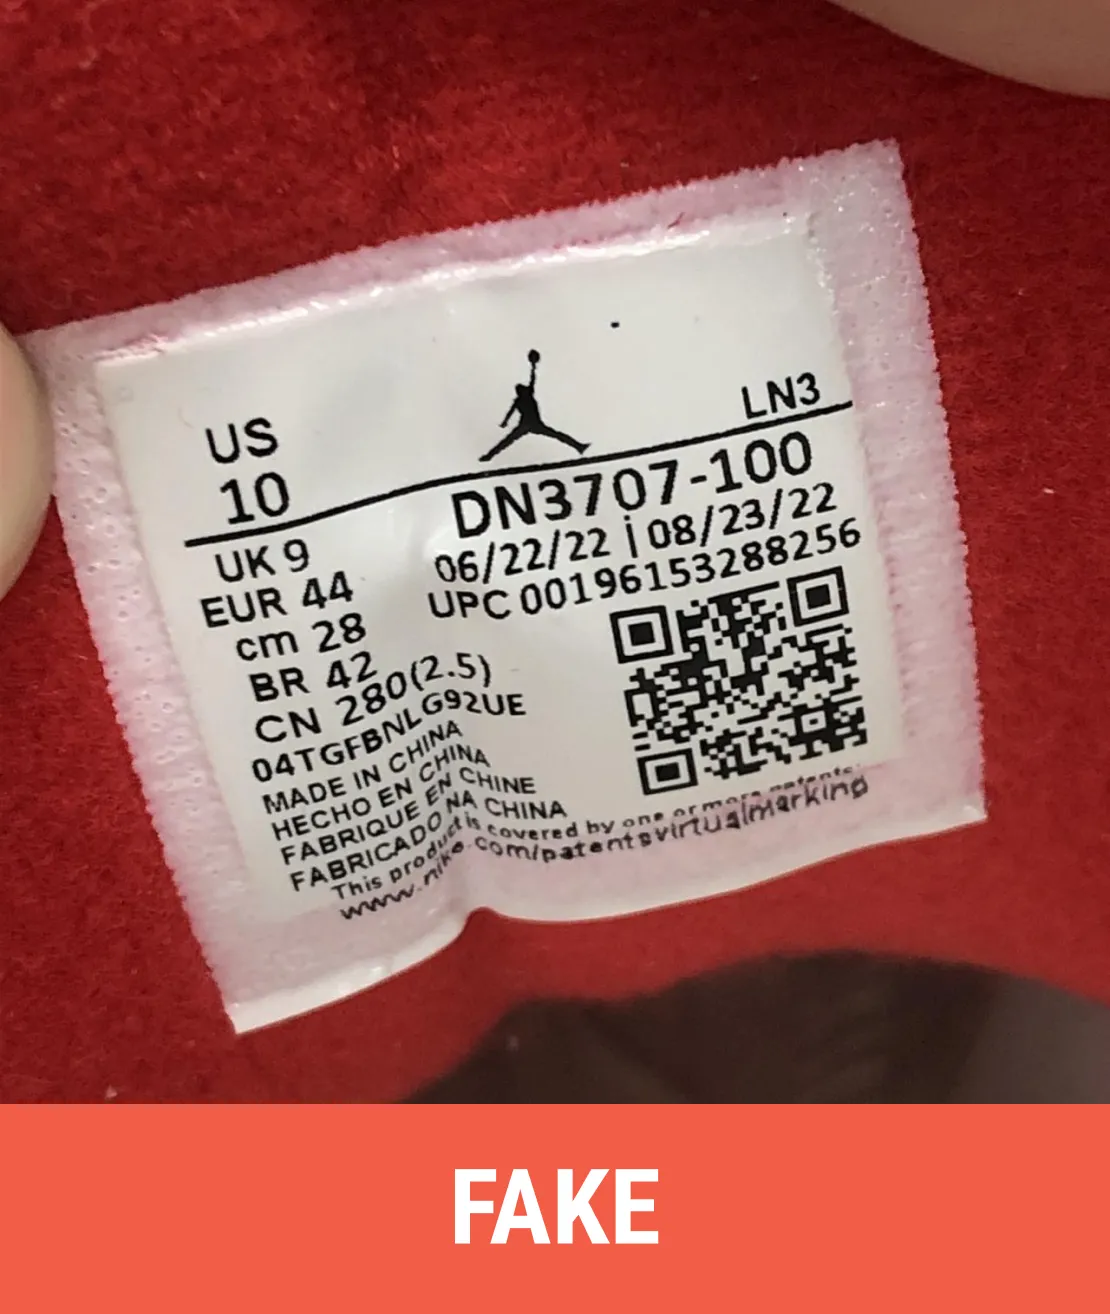 US
10
LN3
DN3707-100
06/22/22 | 08/23/22
UPC 00196153288256
UK 9
EUR 44
cm 28
BR 42
CN 280(2.5)
04TGFBNLG92UE
MADE IN CHINA
HECHO EN CHINA
FABRIQUE EN CHINE
FABRICADO NA CHINA
This product is covered by one or more patents.
www.nike.com/patentsvirtualmarking
FAKE